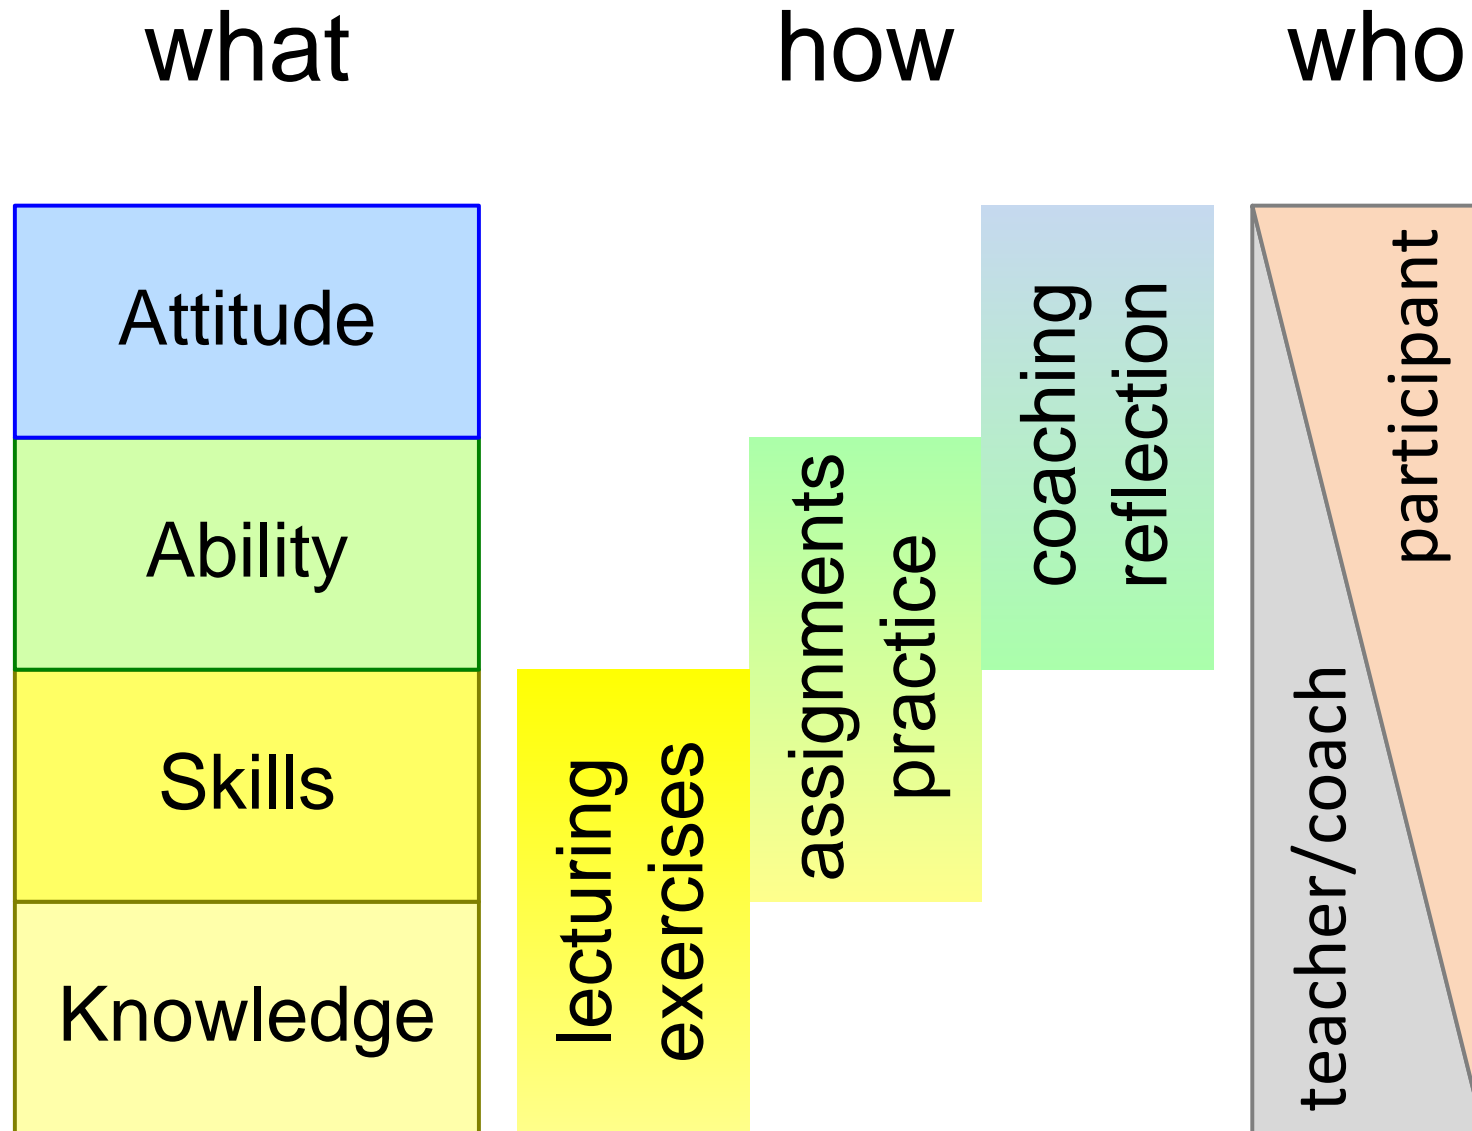 what
how
who
Attitude
Ability
Skills
Knowledge
lecturing
exercises
assignments
practice
coaching
reflection
teacher/coach
participant